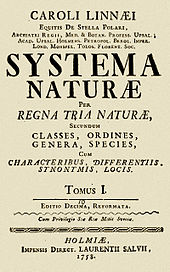 CAROLI LINNÆI
EQUITIS DE STELLA POLARI,
ARCHIATRI REGII, MED. & BOTAN. PROFESS. UPSAL.
ACAD. UPSAL. HOLMENS. PETROPOL. BEROL. IMPER.
LOND. MONSPEL. TOLOS. FLORENT. SOC.
SYSTEMA
NATURÆ
PER
REGNA TRIA NATURÆ,
SECUNDUM
CLASSES, ORDINES,
GENERA, SPECIES,
CUM
CHARACTERIBUS, DIFFERENTIIS,
SYNONYMIS, LOCIS.
TOMUS I.
EDITIO DECIMA, REFORMATA.
Cum Privilegio S:æ R:æ M:tis Sveciæ.
HOLMIÆ,
IMPENSIS DIRECT. LAURENTII SALVII,
1758.